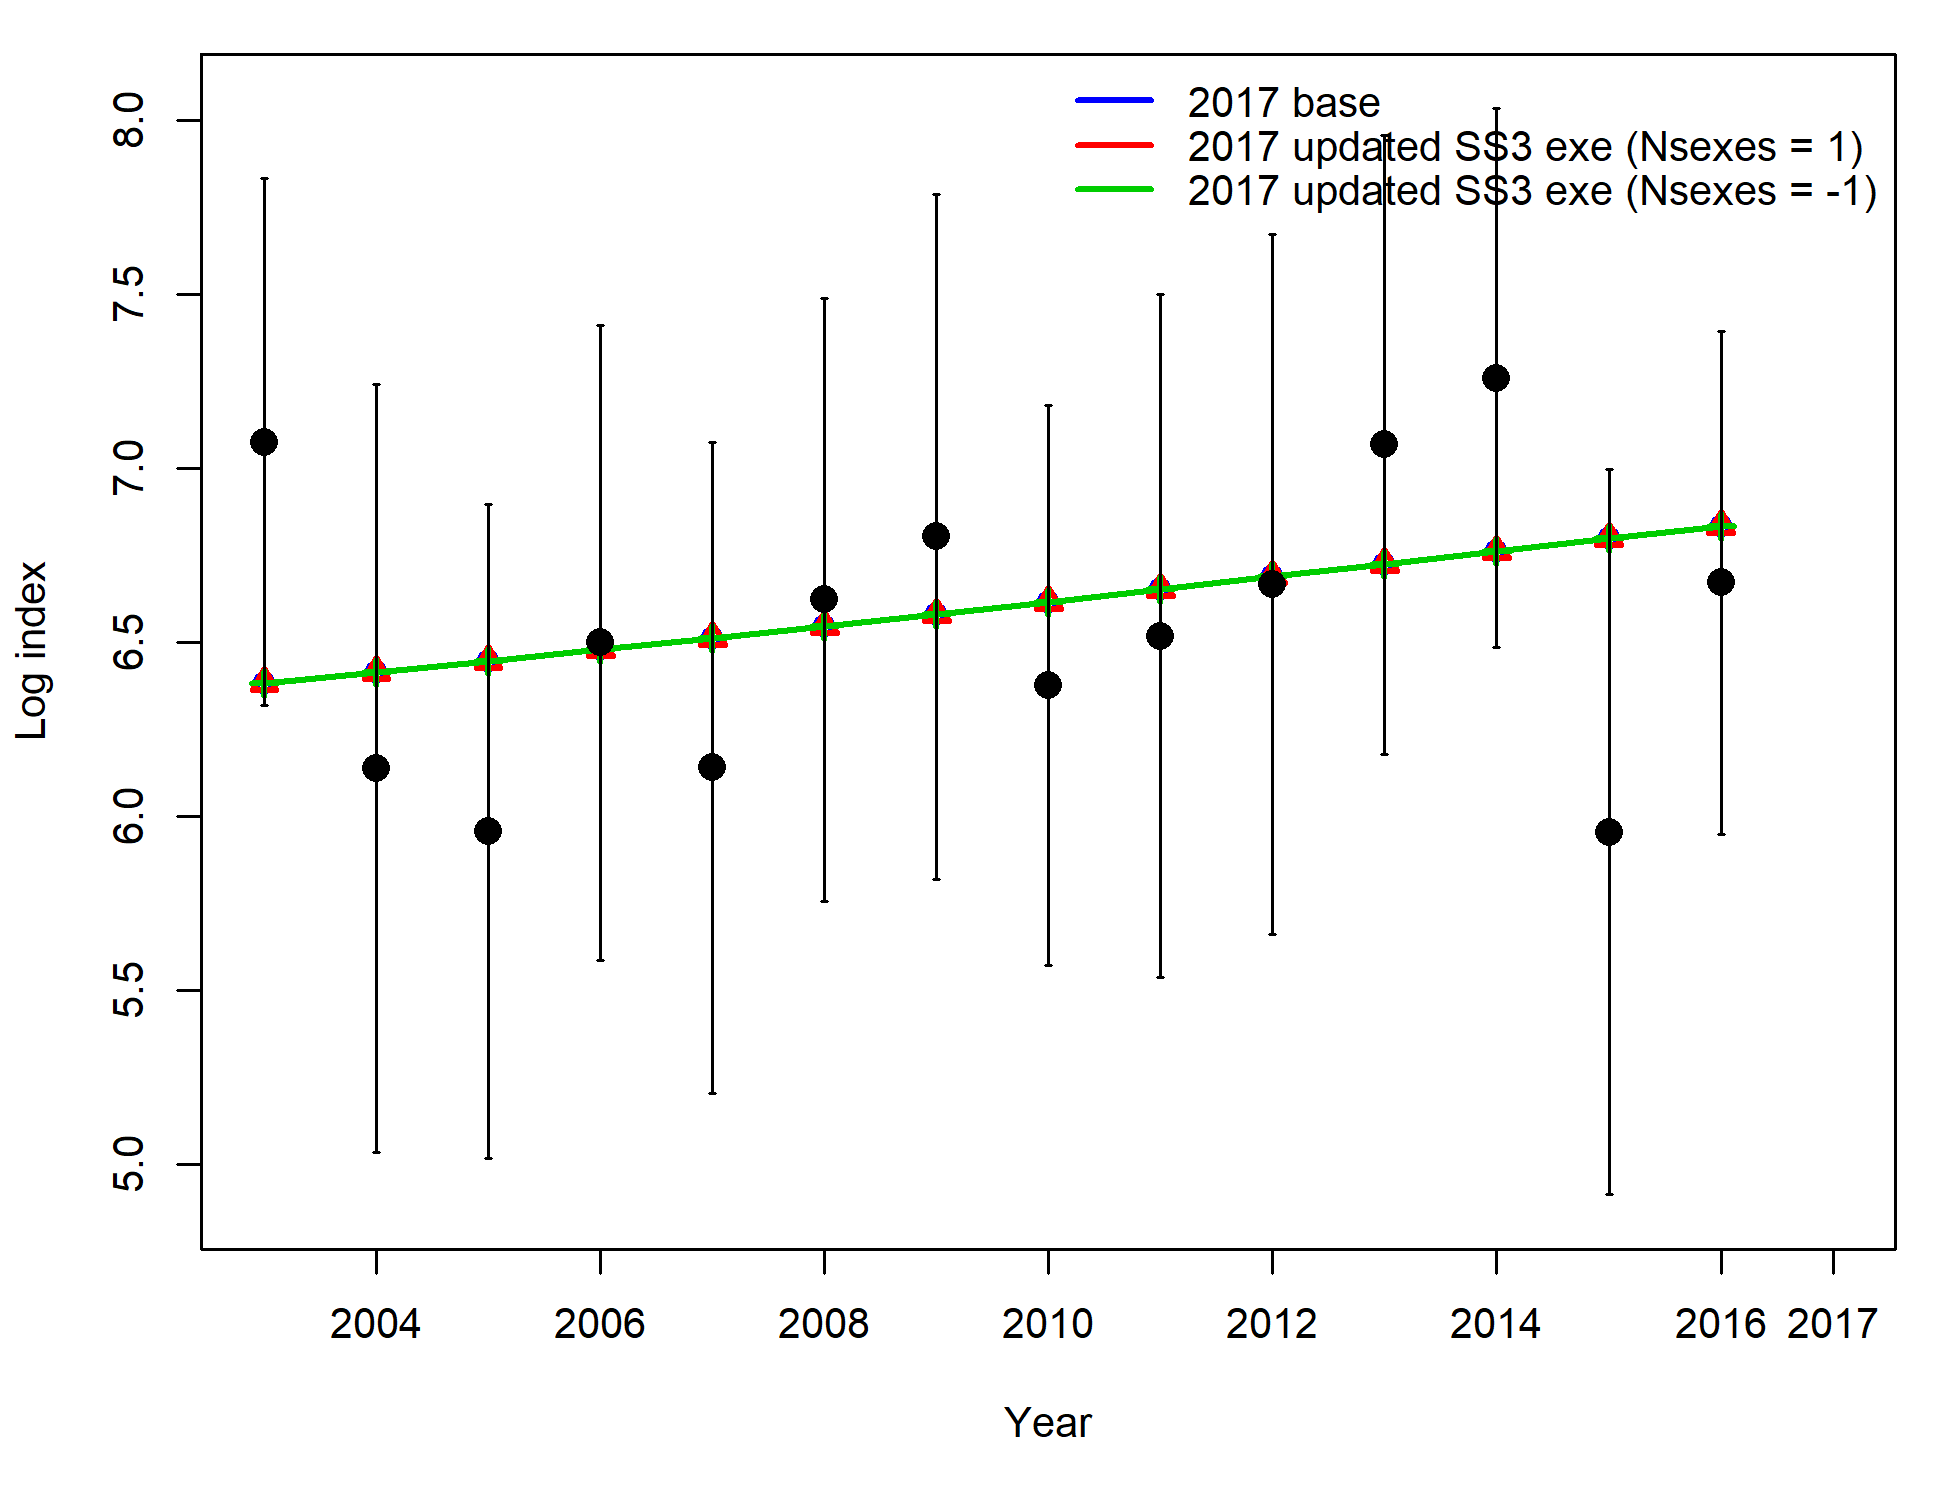 2017 base
2017 updated SS3 exe (Nsexes = 1)
2017 updated SS3 exe (Nsexes = -1)
8.0
7.5
7.0
6.5
6.0
5.5
5.0
Log index
2004 2006 2008 2010 2012 2014 2016 2017
Year